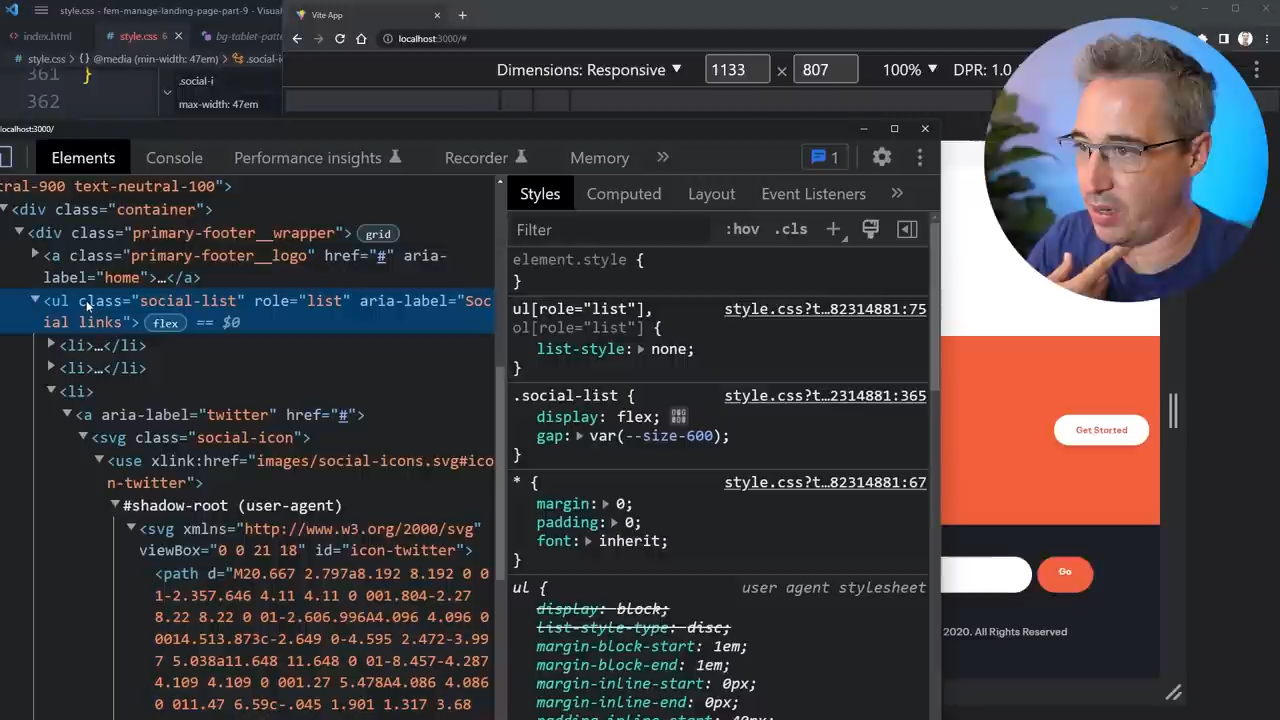 style.css - fem-manage-landing-page-part-9 - Visual
Vite App
index.html
style.css 6
bg-tablet-patt
localhost:3000/#
style.css > {} @media (min-width: 47em) > .social-i
361 }
362
.social-i
max-width: 47em
Dimensions: Responsive
1133 × 807
100%
DPR: 1.0
localhost:3000/
Elements
Console
Performance insights
Recorder
Memory
1
tral-900 text-neutral-100">
<div class="container">
<div class="primary-footer__wrapper"> grid
<a class="primary-footer__logo" href="#" aria-
label="home">…</a>
<ul class="social-list" role="list" aria-label="Soc
ial links"> flex == $0
<li>…</li>
<li>…</li>
<li>
<a aria-label="twitter" href="#">
<svg class="social-icon">
<use xlink:href="images/social-icons.svg#ico
n-twitter">
#shadow-root (user-agent)
<svg xmlns="http://www.w3.org/2000/svg"
viewBox="0 0 21 18" id="icon-twitter">
<path d="M20.667 2.797a8.192 8.192 0 0
1-2.357.646 4.11 4.11 0 001.804-2.27
8.22 8.22 0 01-2.606.996A4.096 4.096 0
0014.513.873c-2.649 0-4.595 2.472-3.99
7 5.038a11.648 11.648 0 01-8.457-4.287
4.109 4.109 0 001.27 5.478A4.086 4.086
0 011.47 6.59c-.045 1.901 1.317 3.68
Styles
Computed
Layout
Event Listeners
Filter
:hov .cls
element.style {
}
ul[role="list"], style.css?t…82314881:75
ol[role="list"] {
list-style: none;
}
.social-list { style.css?t…2314881:365
display: flex;
gap: var(--size-600);
}
* { style.css?t…82314881:67
margin: 0;
padding: 0;
font: inherit;
}
ul { user agent stylesheet
display: block;
list-style-type: disc;
margin-block-start: 1em;
margin-block-end: 1em;
margin-inline-start: 0px;
margin-inline-end: 0px;
padding-inline-start: 40px;
Get Started
Go
2020. All Rights Reserved